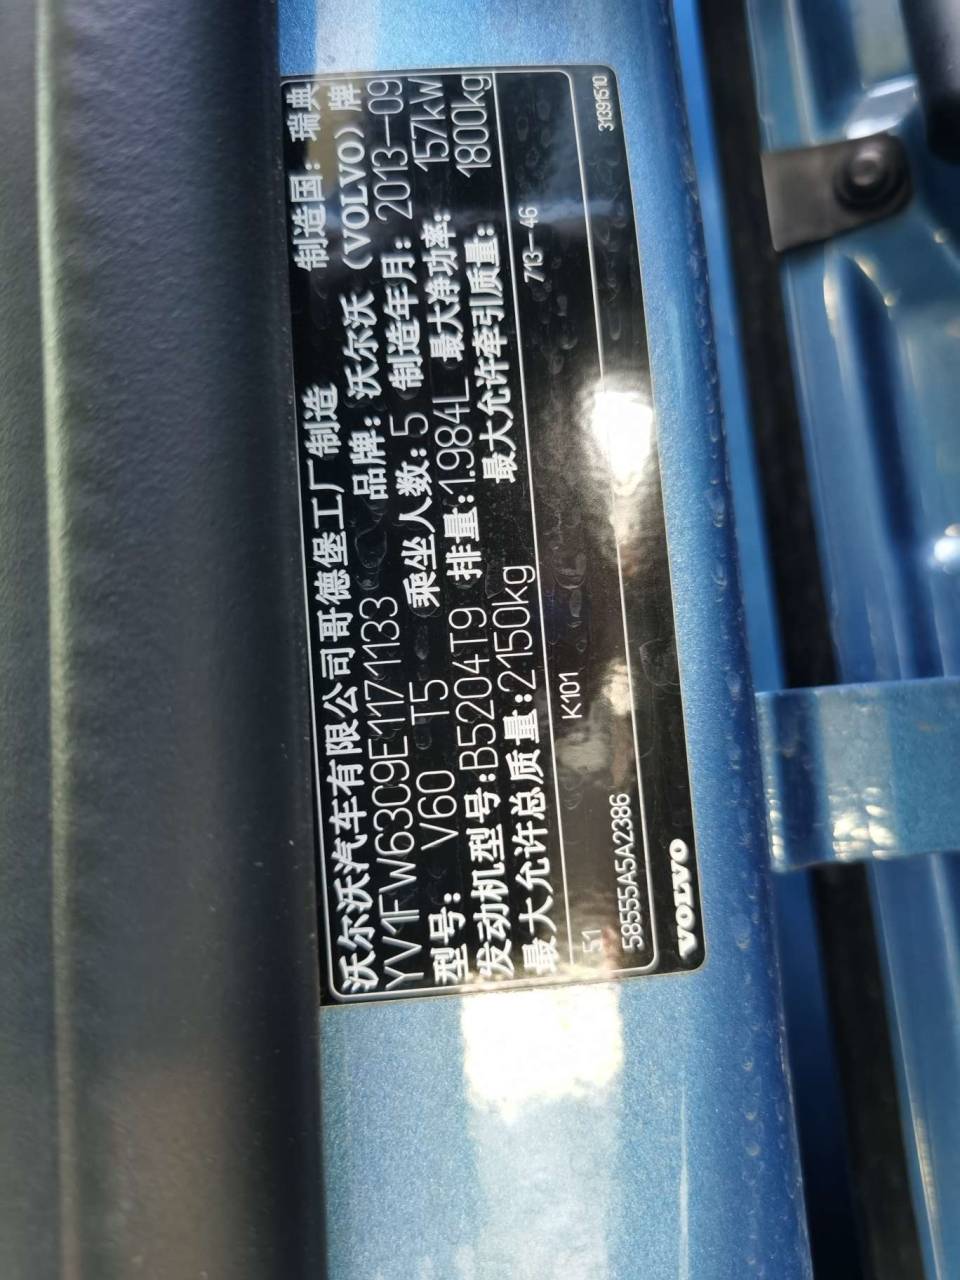 沃尔沃汽车有限公司哥德堡工厂制造 制造国：瑞典
YV1FW63C9E1171133 品牌：沃尔沃（VOLVO）牌
型号：V60 T5 乘坐人数：5 制造年月：2013—09
发动机型号：B5204T9 排量：1.984L 最大净功率：157kW
最大允许总质量：2150kg 最大允许牵引质量：1800kg
K101 713—46
51
58555A5A2386
VOLVO 31391510